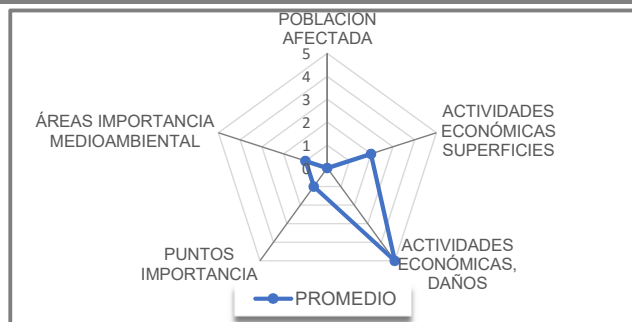 POBLACION
AFECTADA
5
4
3
2
1
0
ACTIVIDADES
ECONÓMICAS
SUPERFICIES
ÁREAS IMPORTANCIA
MEDIOAMBIENTAL
ACTIVIDADES
ECONÓMICAS,
DAÑOS
PUNTOS
IMPORTANCIA
PROMEDIO